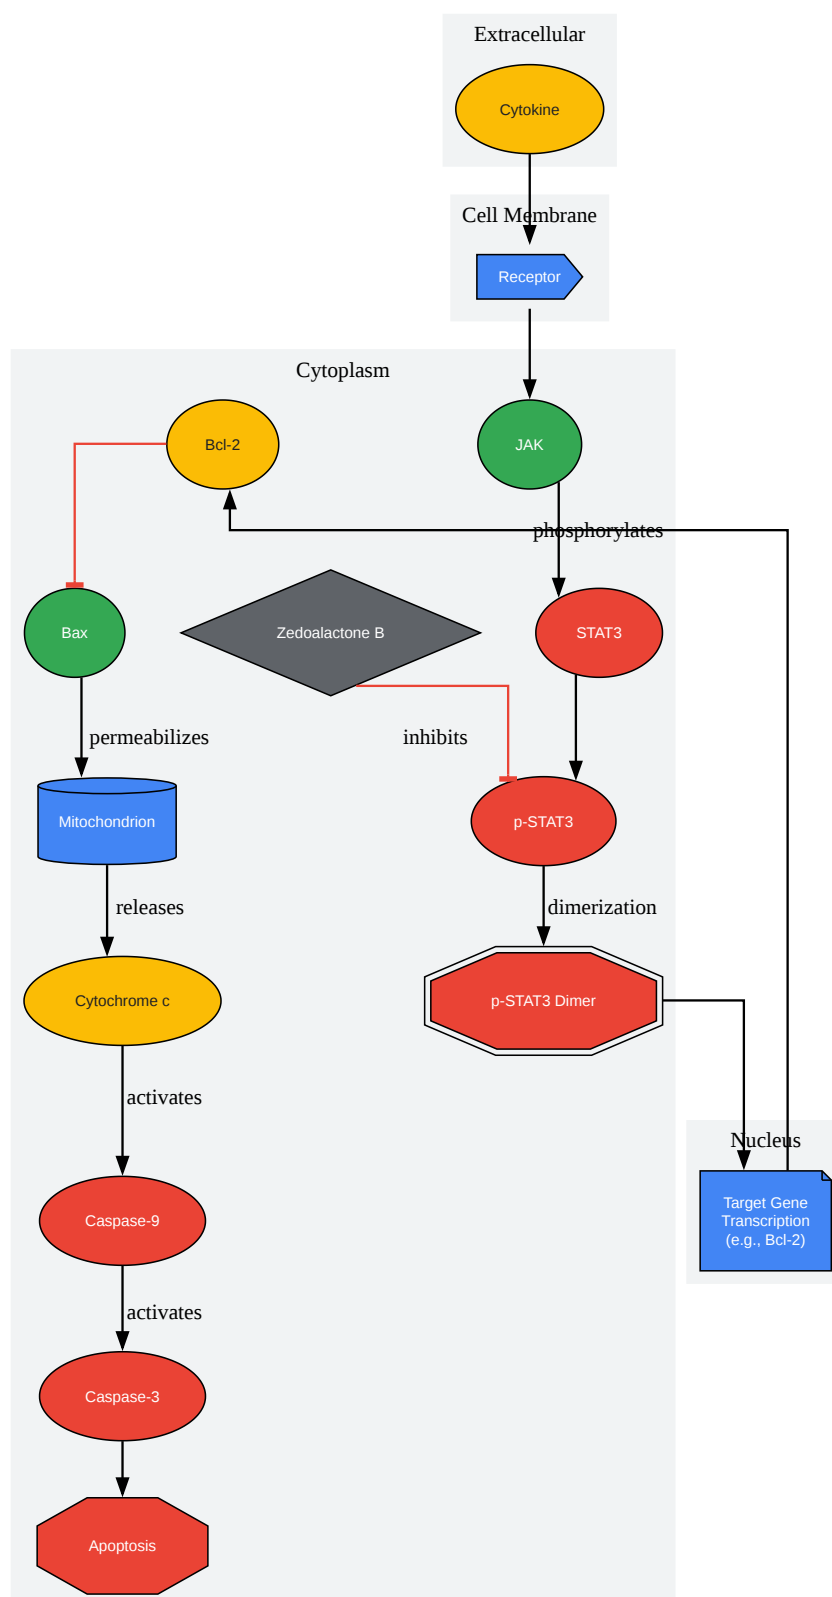 Extracellular
Cytokine
Cell Membrane
Receptor
Cytoplasm
Bcl-2
JAK
phosphorylates
Bax
Zedoalactone B
STAT3
permeabilizes
inhibits
Mitochondrion
p-STAT3
releases
dimerization
Cytochrome c
p-STAT3 Dimer
activates
Nucleus
Target Gene
Transcription
(e.g., Bcl-2)
Caspase-9
activates
Caspase-3
Apoptosis